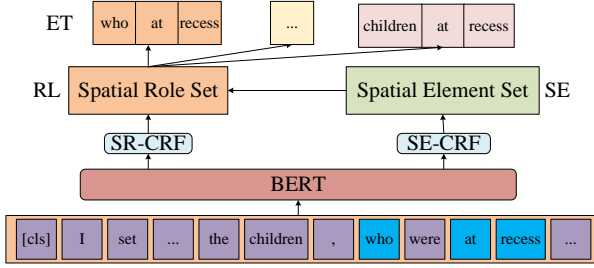 ET who at recess ... children at recess
RL Spatial Role Set Spatial Element Set SE
SR-CRF SE-CRF
BERT
[cls] I set ... the children , who were at recess ...